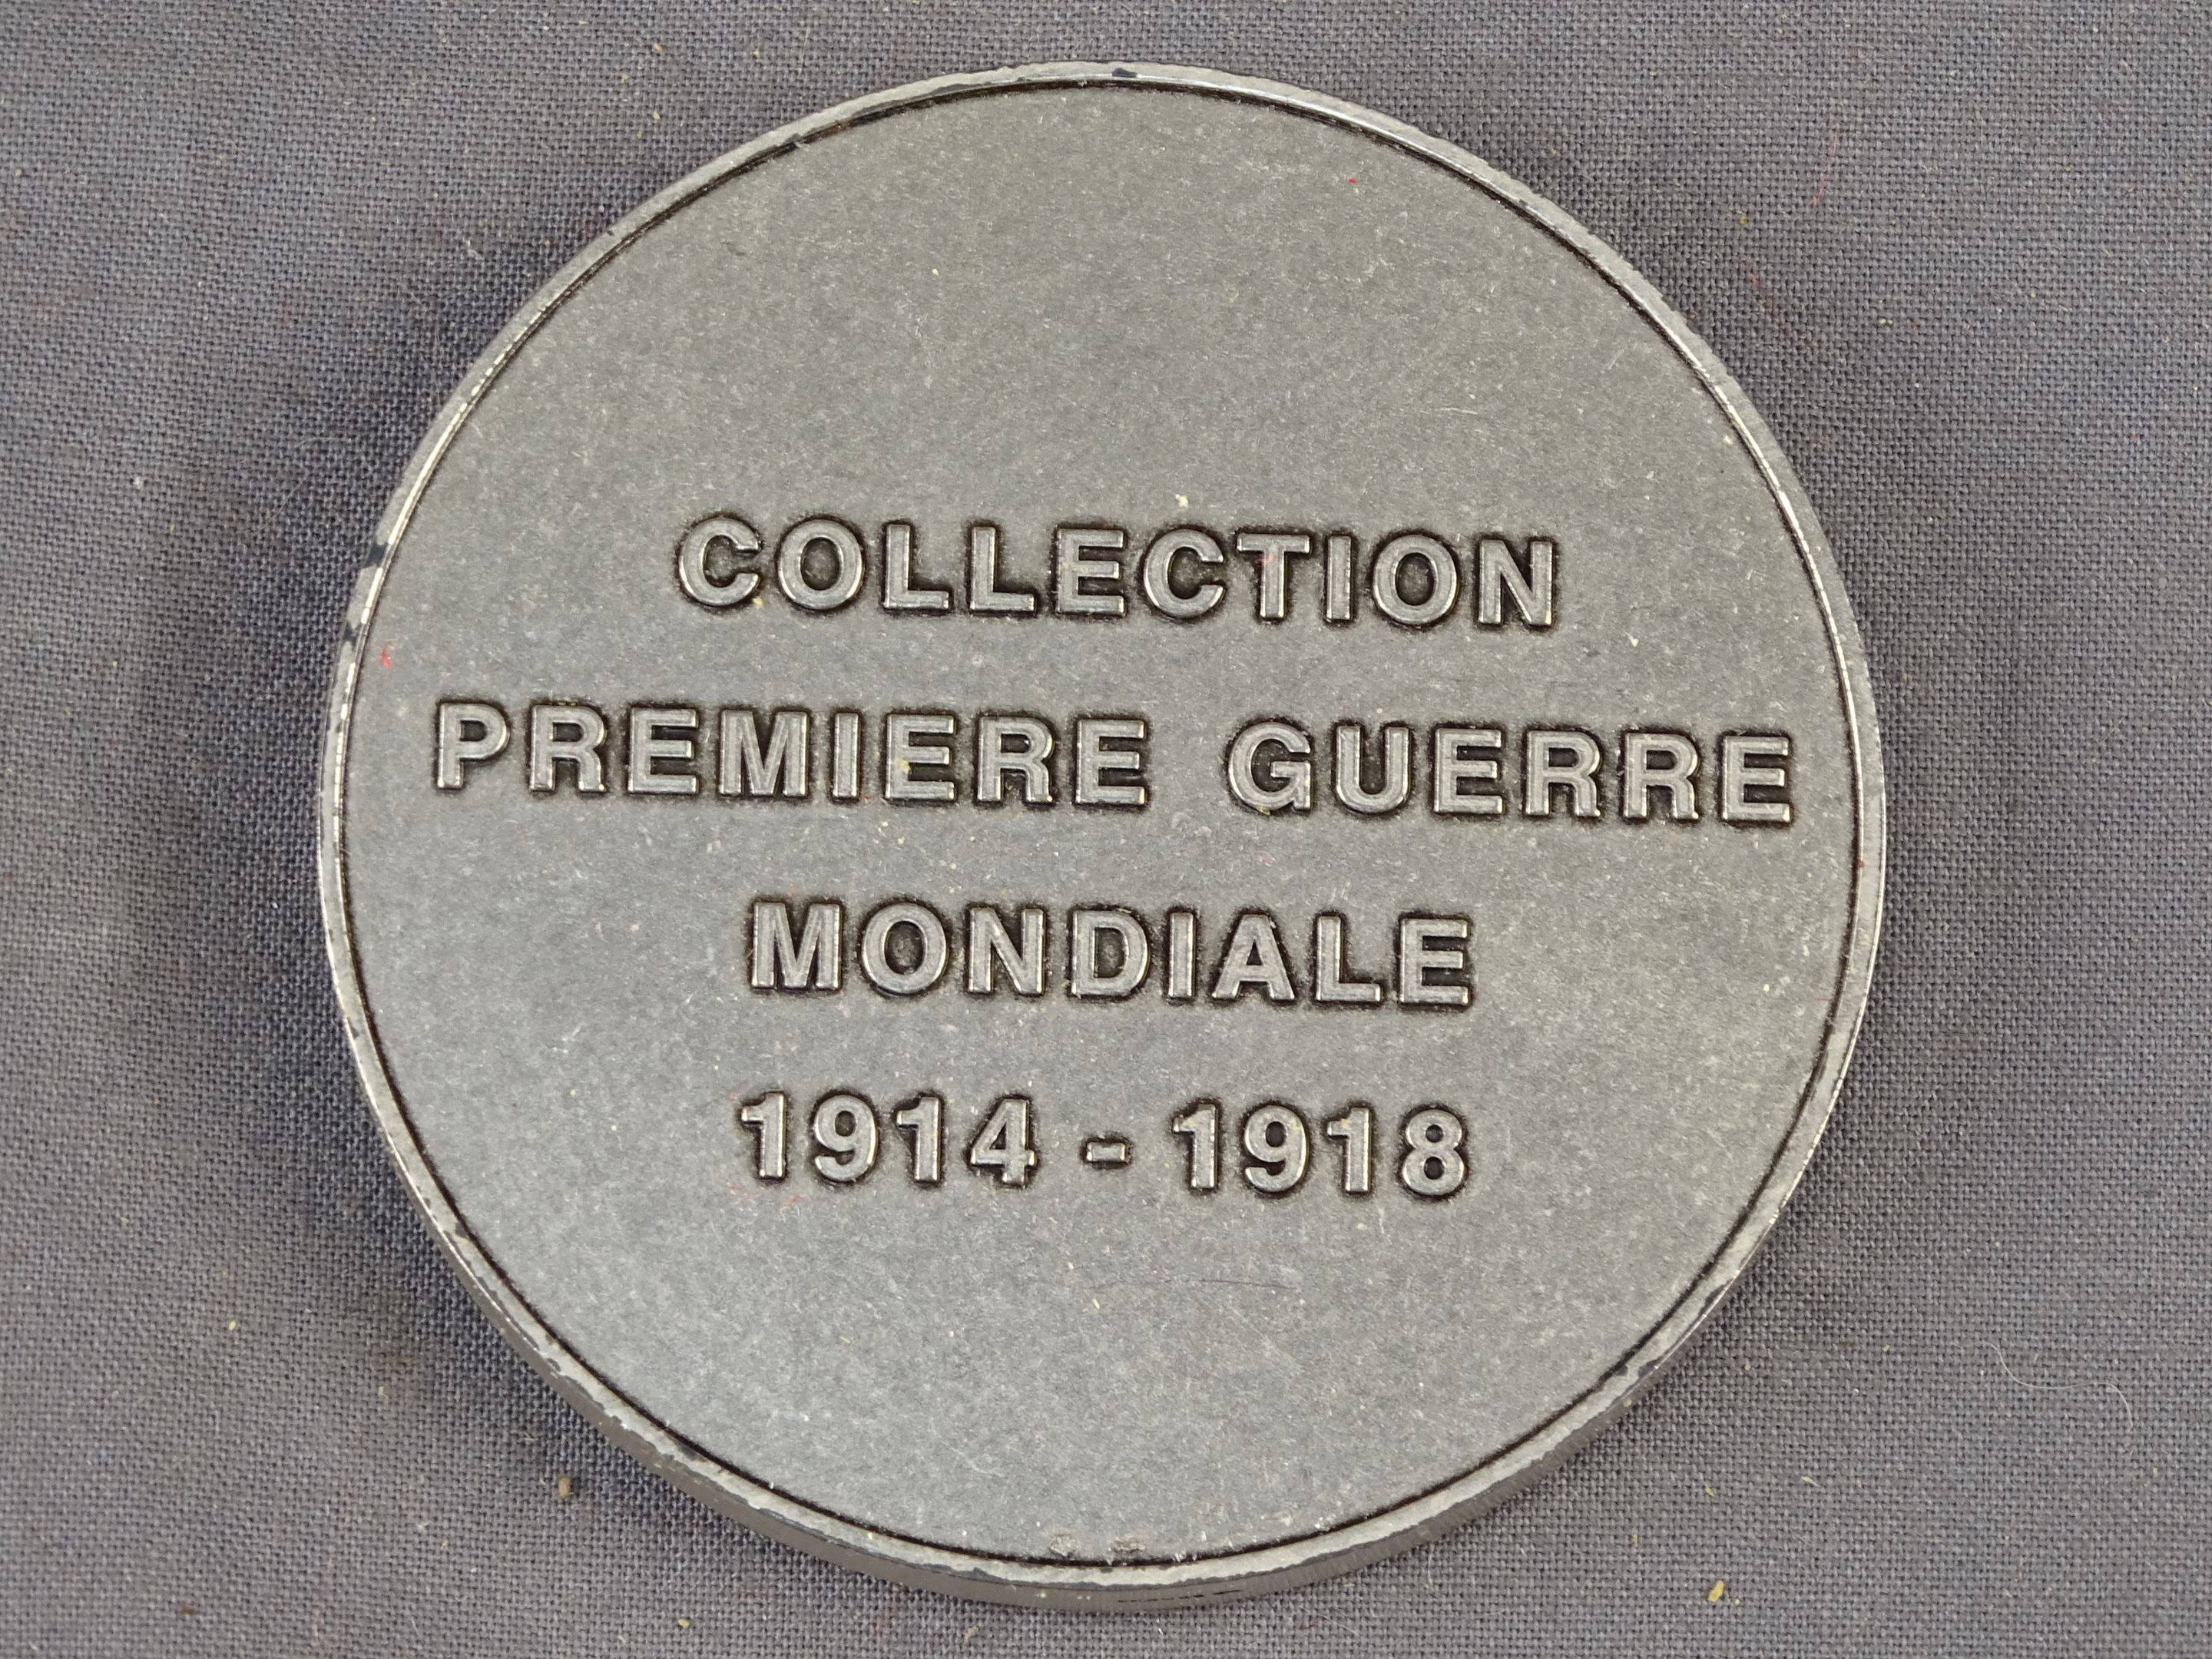 COLLECTION
PREMIERE GUERRE
MONDIALE
1914 - 1918